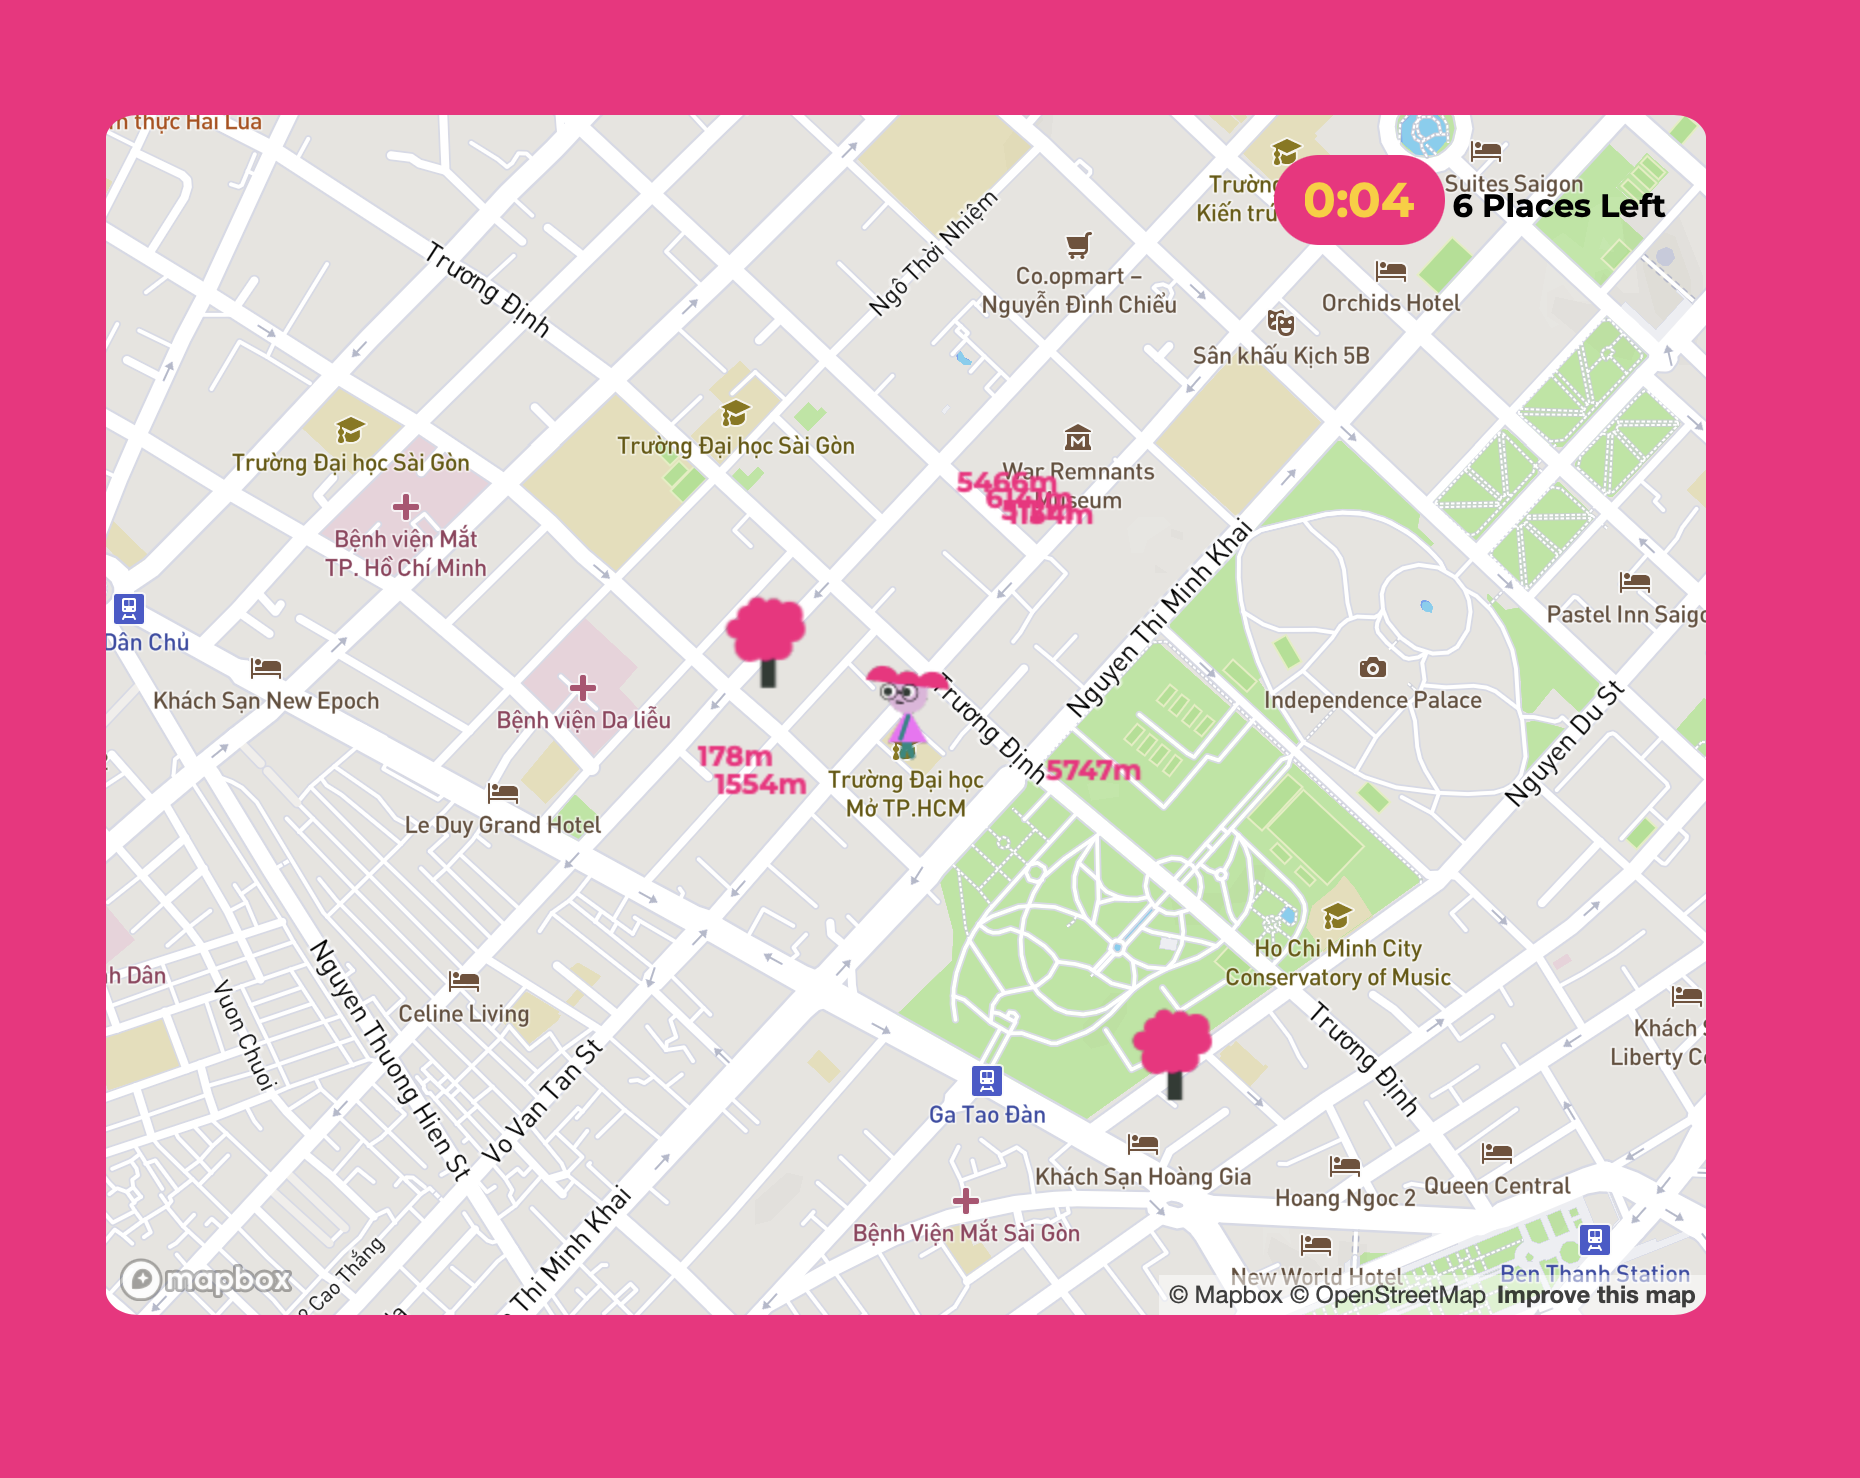 n thực Hai Lua
Trường
Kiến trú
Suites Saigon
0:04
6 Places Left
Trương Định
Ngô Thời Nhiệm
Co.opmart –
Nguyễn Đình Chiểu
Orchids Hotel
Sân khấu Kịch 5B
Trường Đại học Sài Gòn
Trường Đại học Sài Gòn
War Remnants
Museum
5466m
1184m
Bệnh viện Mắt
TP. Hồ Chí Minh
Nguyen Thi Minh Khai
Pastel Inn Saigo
Dân Chủ
Khách Sạn New Epoch
Bệnh viện Da liễu
Independence Palace
Trương Định
Nguyen Du St
178m
1554m
5747m
Trường Đại học
Mở TP.HCM
Le Duy Grand Hotel
Ho Chi Minh City
Conservatory of Music
nh Dân
Vuon Chuoi
Nguyen Thuong Hien St
Celine Living
Vo Van Tan St
Trương Định
Khách S
Liberty Ce
Ga Tao Đàn
Khách Sạn Hoàng Gia
Hoang Ngoc 2
Queen Central
Bệnh Viện Mắt Sài Gòn
Cao Thắng
Thi Minh Khai
New World Hotel
Ben Thanh Station
mapbox
© Mapbox © OpenStreetMap Improve this map